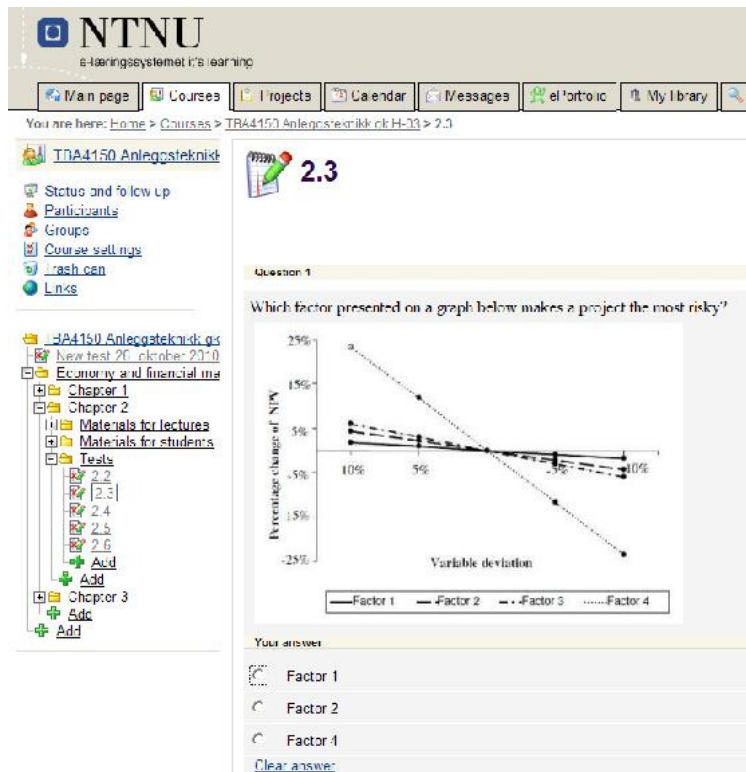 NTNU
e-læringssystemet it's learning
Main page Courses Projects Calendar Messages ePortfolio My library
You are here: Home > Courses > TBA4150 Anleggsteknikk gk H-03 > 2.3
TBA4150 Anleggsteknikk
Status and follow up
Participants
Groups
Course settings
Trash can
Links
TBA4150 Anleggsteknikk gk
New test 26. oktober 2010
Economy and financial ma
Chapter 1
Chapter 2
Materials for lectures
Materials for students
Tests
2.2
2.3
2.4
2.5
2.6
Add
Add
Chapter 3
Add
Add
2.3
Question 1
Which factor presented on a graph below makes a project the most risky?
25%
15%
5%
-5%
15%
-25%
Percentage change of NPV
10% 5% -5% -10%
Variable deviation
Factor 1 Factor 2 Factor 3 Factor 4
Your answer
Factor 1
Factor 2
Factor 4
Clear answer